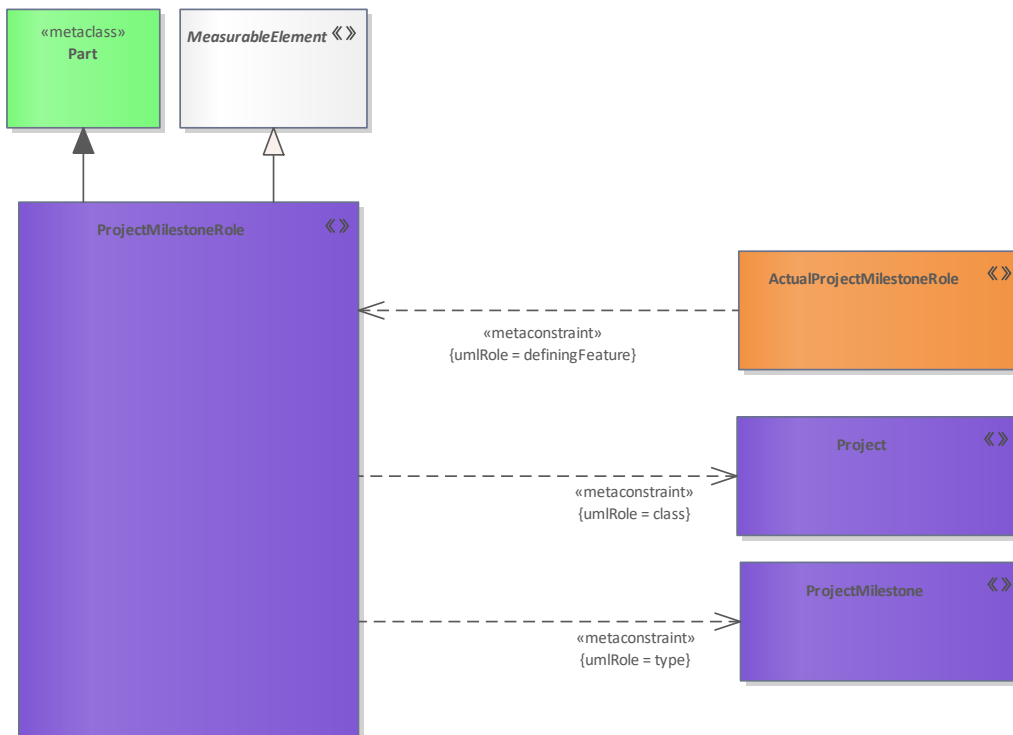 «metaclass»
Part
MeasurableElement
ProjectMilestoneRole
ActualProjectMilestoneRole
«metaconstraint»
{umlRole = definingFeature}
Project
«metaconstraint»
{umlRole = class}
ProjectMilestone
«metaconstraint»
{umlRole = type}